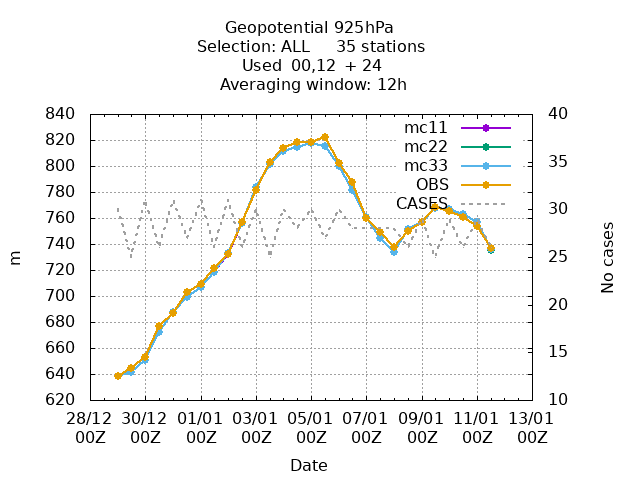 Geopotential 925hPa
Selection: ALL 35 stations
Used 00,12 + 24
Averaging window: 12h
840 40
820 mc11
mc22
800 mc33 35
780 OBS
760 CASES 30
740 25
720
700 20
680
660 15
640
620 10
28/12 30/12 01/01 03/01 05/01 07/01 09/01 11/01 13/01
00Z 00Z 00Z 00Z 00Z 00Z 00Z 00Z 00Z
Date
m
No cases